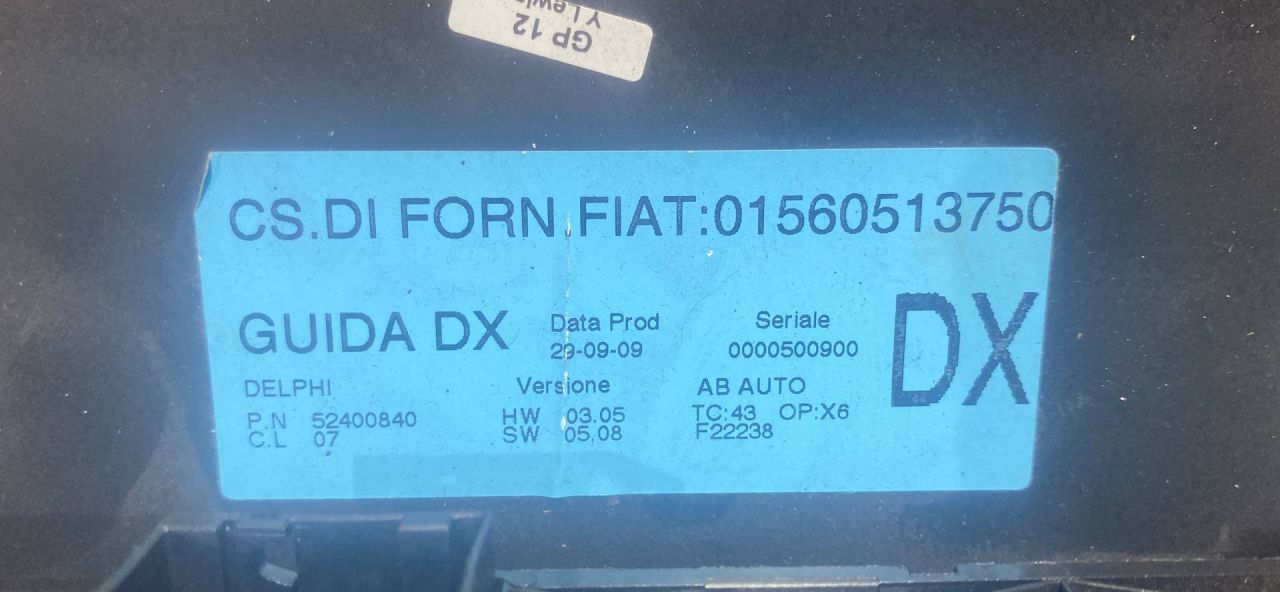 GP 12
Y Lewis
CS.DI FORN.FIAT:01560513750
GUIDA DX
Data Prod
29-09-09
Seriale
0000500900
DX
DELPHI
P.N 52400840
C.L 07
Versione
HW 03.05
SW 05.08
AB AUTO
TC:43 OP:X6
F22238